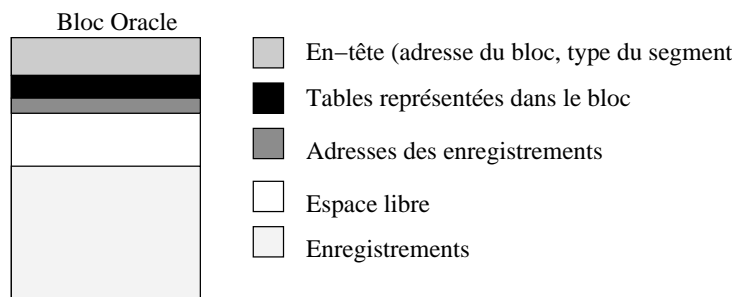 Bloc Oracle
En−tête (adresse du bloc, type du segment
Tables représentées dans le bloc
Adresses des enregistrements
Espace libre
Enregistrements